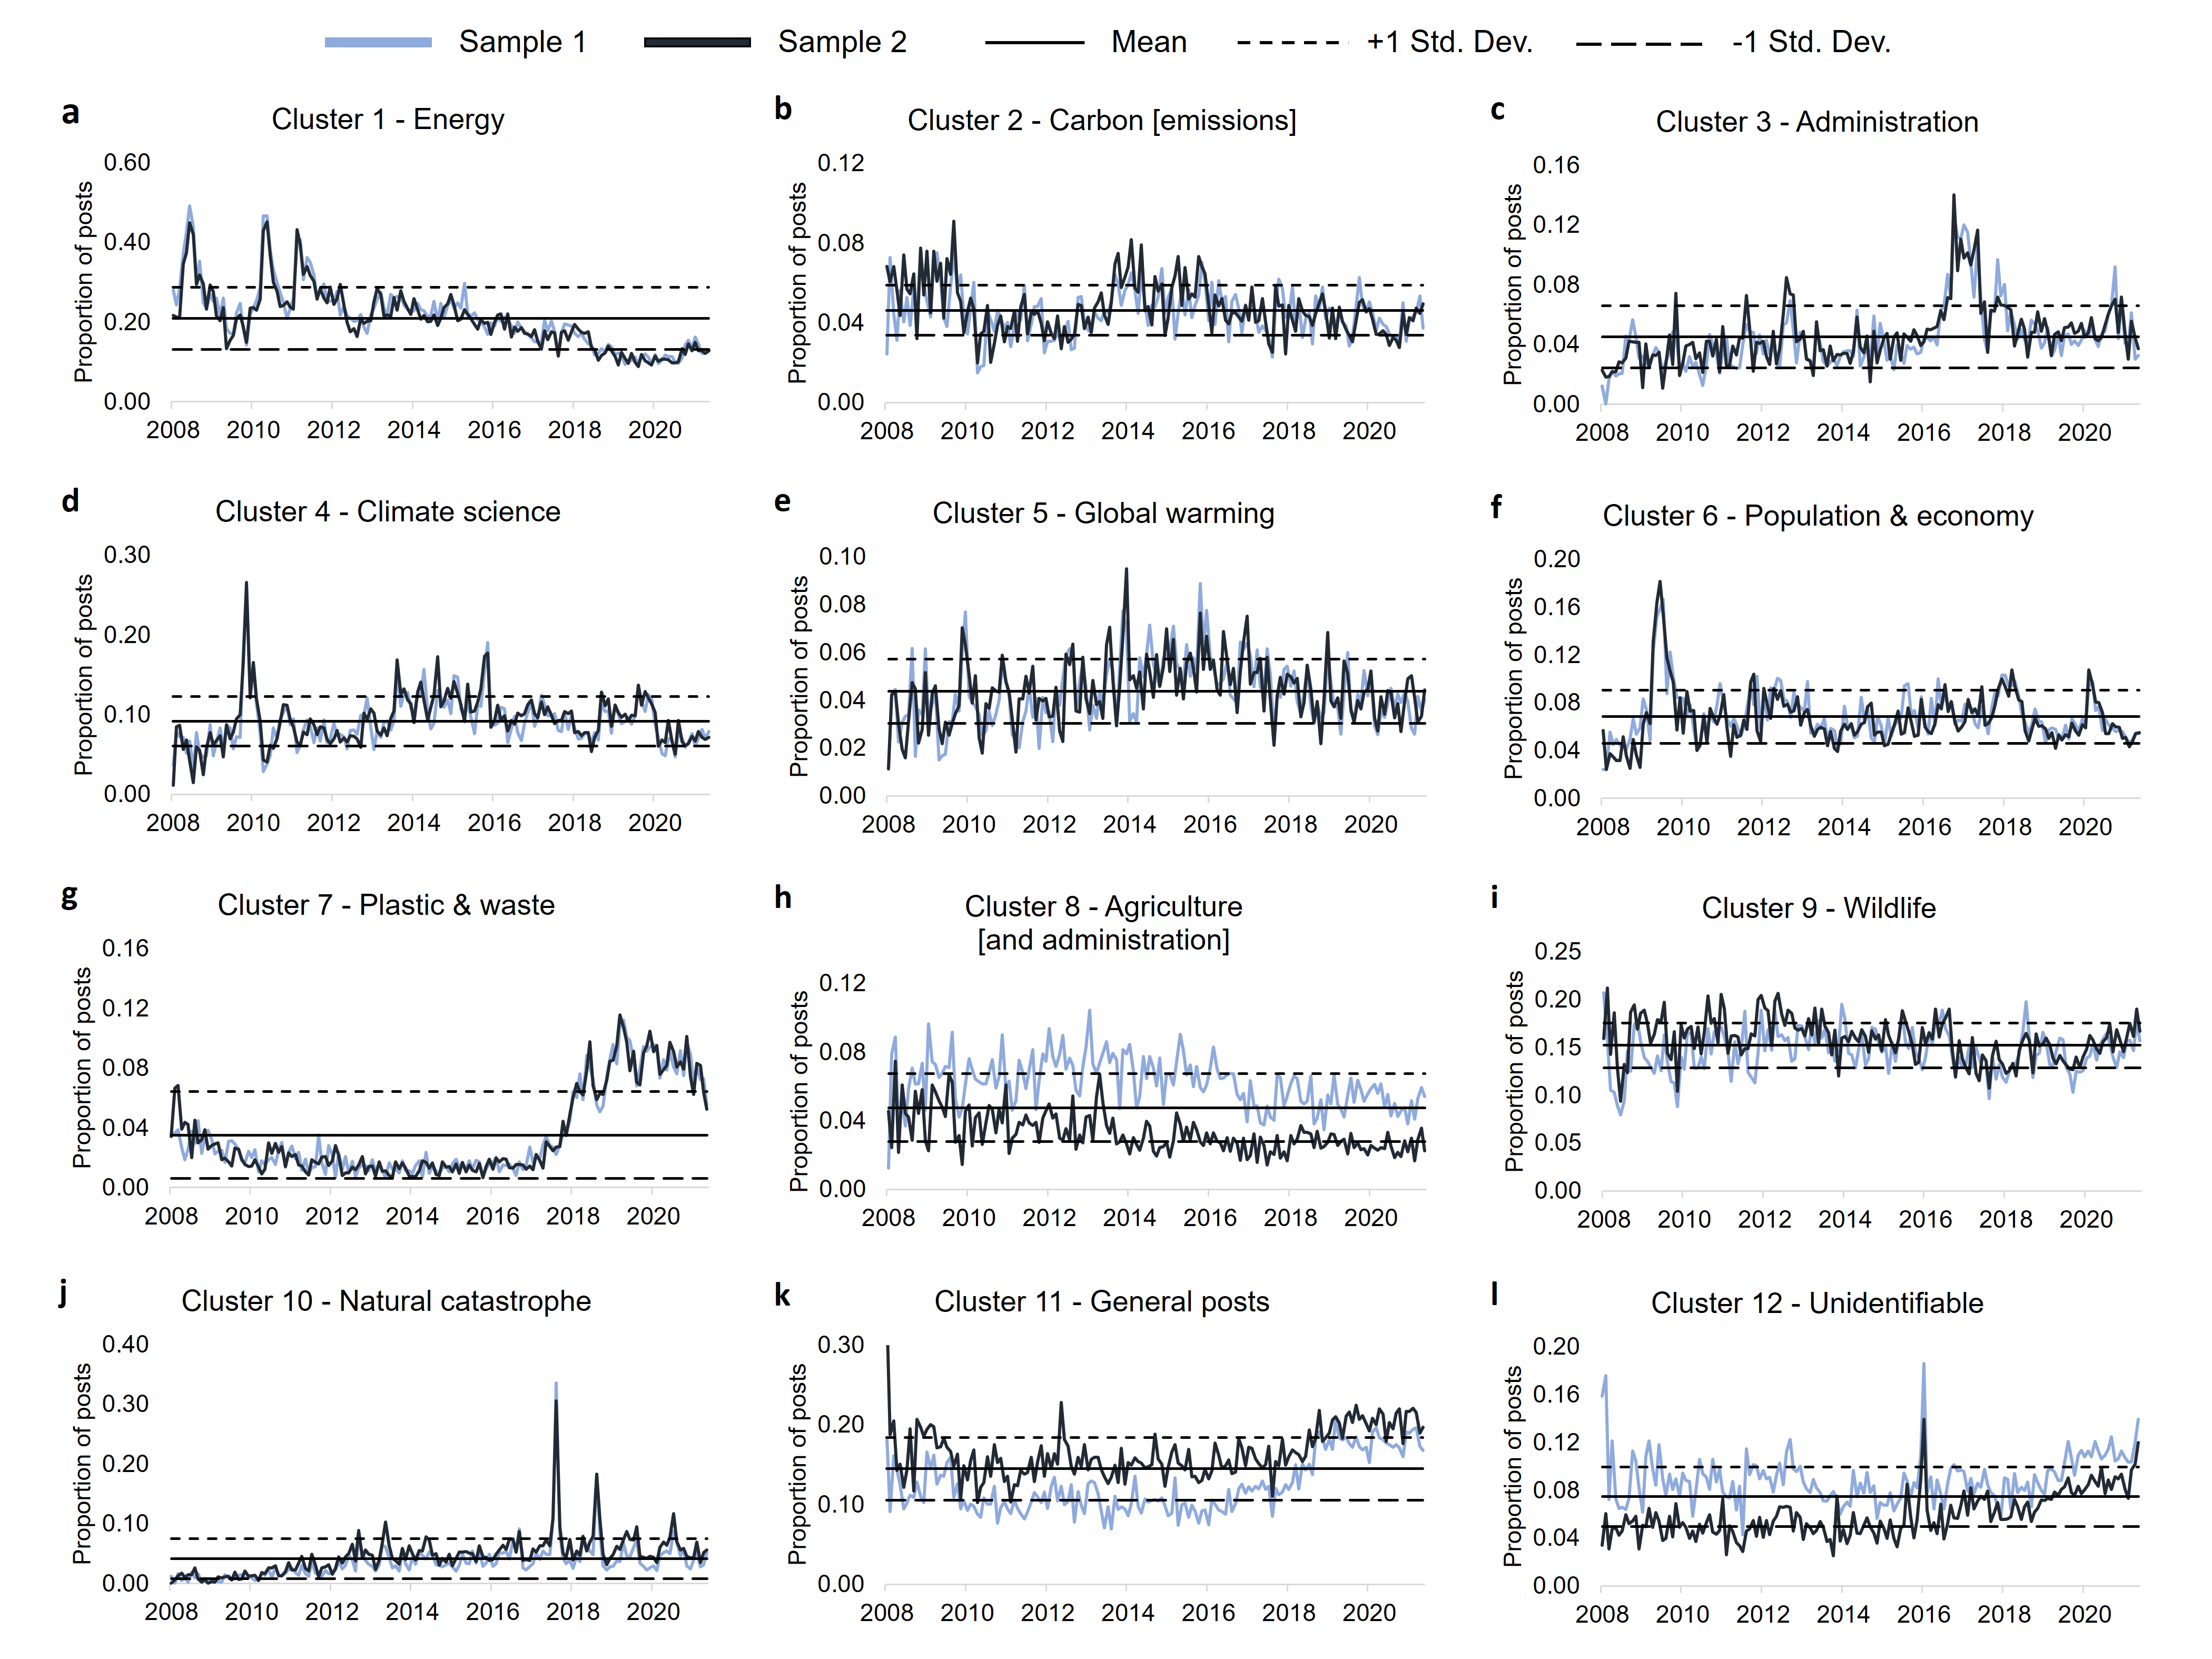 Sample 1 Sample 2 Mean +1 Std. Dev. -1 Std. Dev.
a Cluster 1 - Energy
Proportion of posts
0.60
0.40
0.20
0.00
2008 2010 2012 2014 2016 2018 2020
b Cluster 2 - Carbon [emissions]
Proportion of posts
0.12
0.08
0.04
0.00
2008 2010 2012 2014 2016 2018 2020
c Cluster 3 - Administration
Proportion of posts
0.16
0.12
0.08
0.04
0.00
2008 2010 2012 2014 2016 2018 2020
d Cluster 4 - Climate science
Proportion of posts
0.30
0.20
0.10
0.00
2008 2010 2012 2014 2016 2018 2020
e Cluster 5 - Global warming
Proportion of posts
0.10
0.08
0.06
0.04
0.02
0.00
2008 2010 2012 2014 2016 2018 2020
f Cluster 6 - Population & economy
Proportion of posts
0.20
0.16
0.12
0.08
0.04
0.00
2008 2010 2012 2014 2016 2018 2020
g Cluster 7 - Plastic & waste
Proportion of posts
0.16
0.12
0.08
0.04
0.00
2008 2010 2012 2014 2016 2018 2020
h Cluster 8 - Agriculture
[and administration]
Proportion of posts
0.12
0.08
0.04
0.00
2008 2010 2012 2014 2016 2018 2020
i Cluster 9 - Wildlife
Proportion of posts
0.25
0.20
0.15
0.10
0.05
0.00
2008 2010 2012 2014 2016 2018 2020
j Cluster 10 - Natural catastrophe
Proportion of posts
0.40
0.30
0.20
0.10
0.00
2008 2010 2012 2014 2016 2018 2020
k Cluster 11 - General posts
Proportion of posts
0.30
0.20
0.10
0.00
2008 2010 2012 2014 2016 2018 2020
l Cluster 12 - Unidentifiable
Proportion of posts
0.20
0.16
0.12
0.08
0.04
0.00
2008 2010 2012 2014 2016 2018 2020